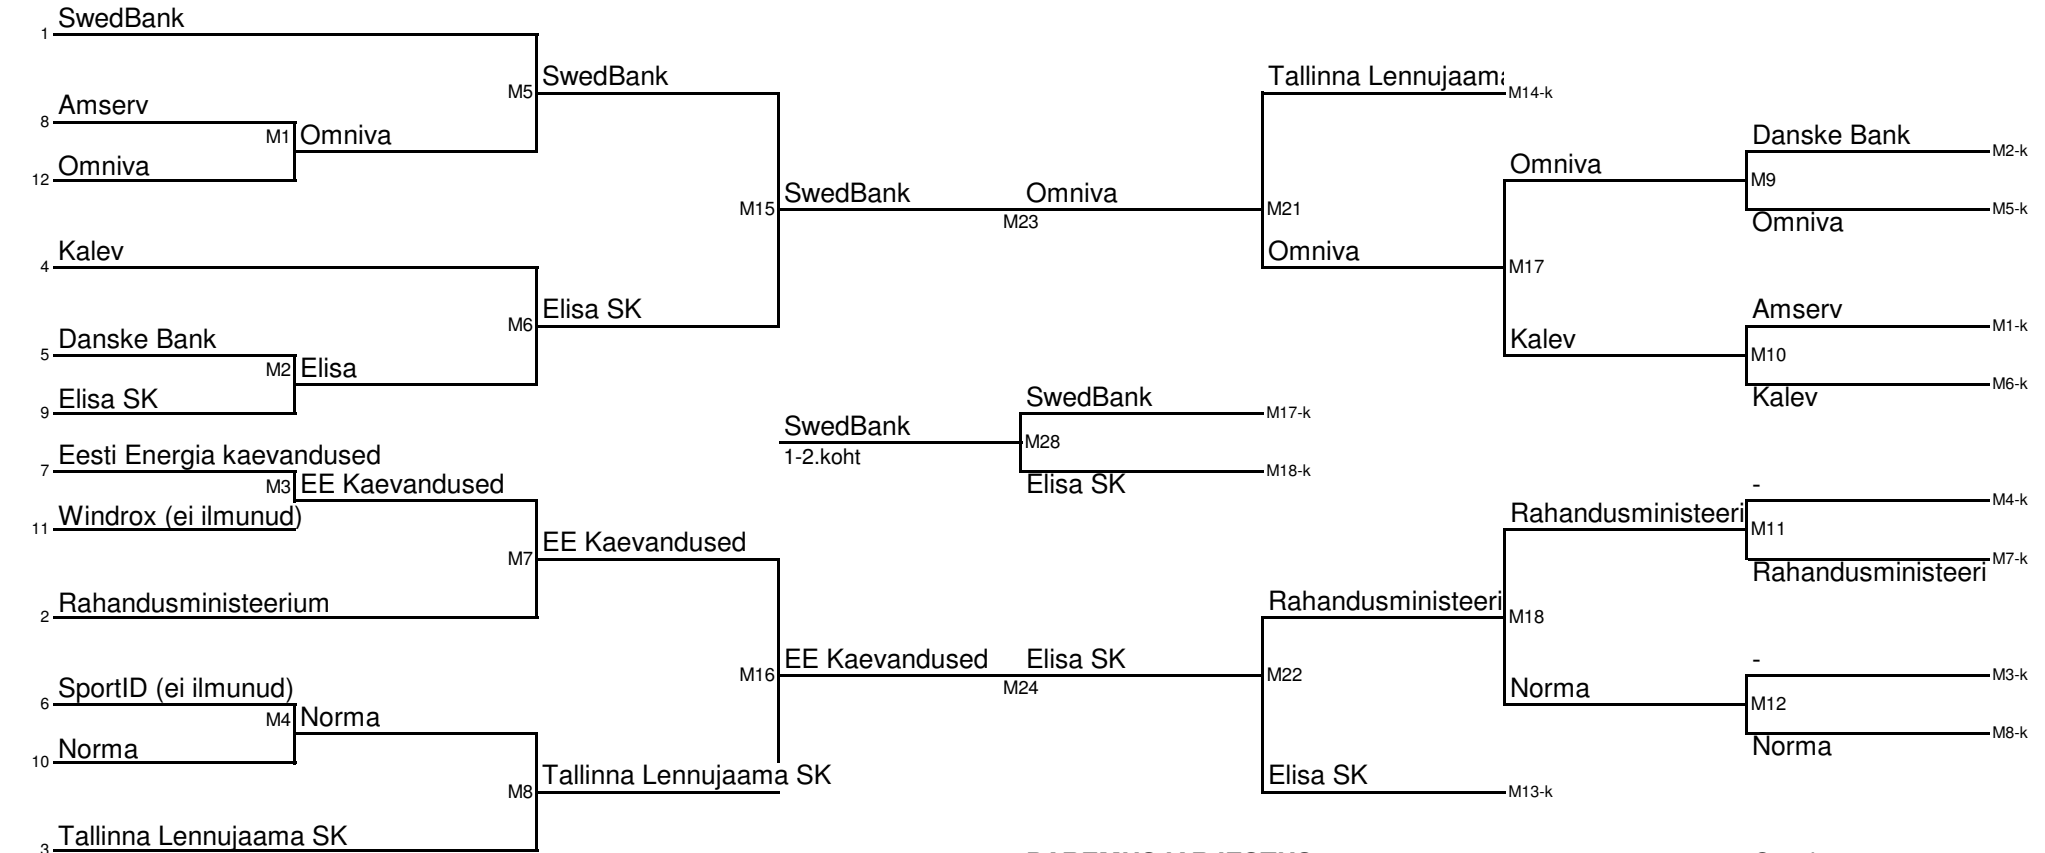 SwedBank
1
M5
SwedBank
Tallinna Lennujaama
M14-k
Amserv
8
M1
Omniva
Danske Bank
M2-k
Omniva
12
Omniva
M9
SwedBank
Omniva
M15
M23
M21
M5-k
Omniva
Kalev
4
Omniva
M17
Elisa SK
M6
Amserv
M1-k
Danske Bank
5
M2
Elisa
Kalev
M10
Elisa SK
9
M6-k
Kalev
SwedBank
M17-k
SwedBank
M28
1-2.koht
M18-k
Elisa SK
Eesti Energia kaevandused
7
M3
EE Kaevandused
-
M4-k
Windrox (ei ilmunud)
11
Rahandusministeeri
M11
EE Kaevandused
M7
M7-k
Rahandusministeeri
Rahandusministeerium
2
Rahandusministeeri
M18
EE Kaevandused
Elisa SK
M16
M24
M22
-
M3-k
SportID (ei ilmunud)
6
M4
Norma
Norma
M12
Norma
10
M8-k
Norma
Tallinna Lennujaama SK
M8
Elisa SK
M13-k
Tallinna Lennujaama SK
3